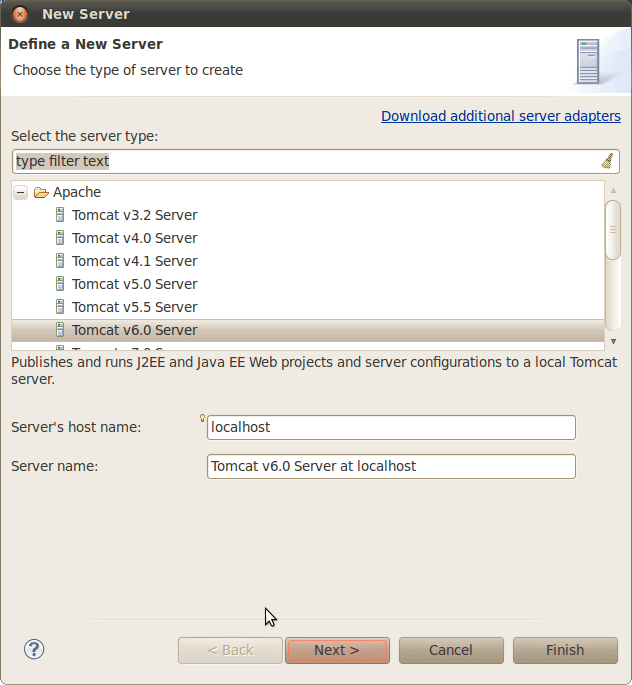 New Server
Define a New Server
Choose the type of server to create
Download additional server adapters
Select the server type:
type filter text
Apache
Tomcat v3.2 Server
Tomcat v4.0 Server
Tomcat v4.1 Server
Tomcat v5.0 Server
Tomcat v5.5 Server
Tomcat v6.0 Server
Publishes and runs J2EE and Java EE Web projects and server configurations to a local Tomcat
server.
Server's host name:
localhost
Server name:
Tomcat v6.0 Server at localhost
< Back
Next >
Cancel
Finish